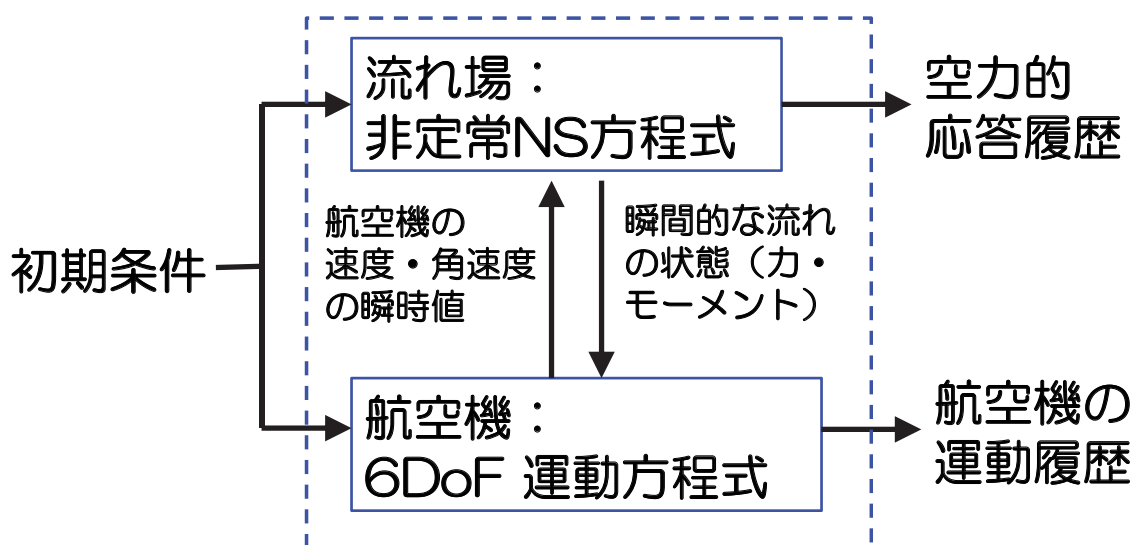 初期条件
流れ場：
非定常NS方程式
空力的
応答履歴
航空機の
速度・角速度
の瞬時値
瞬間的な流れ
の状態（力・
モーメント）
航空機：
6DoF 運動方程式
航空機の
運動履歴